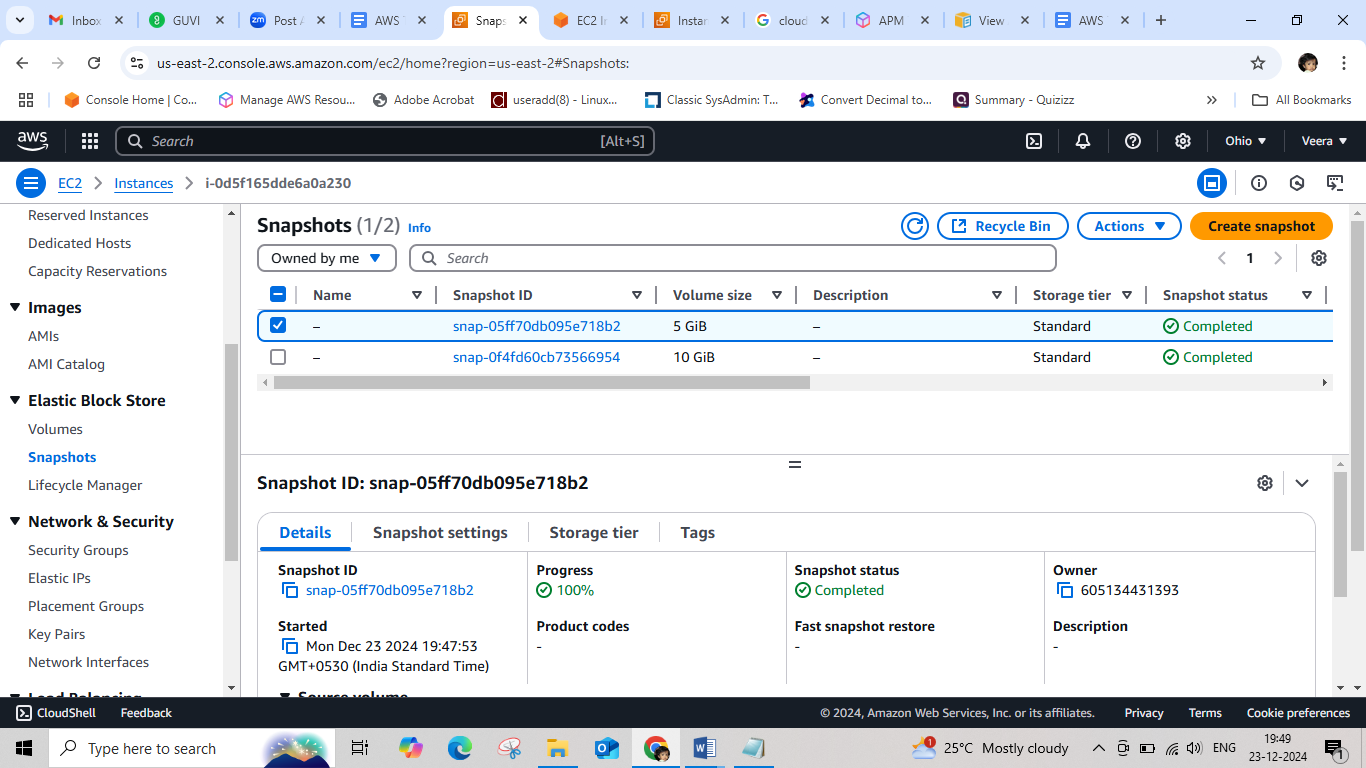 Inbox
GUVI
zm
Post A
AWS
Snaps
EC2 In
Instan
cloud
APM
View
AWS
us-east-2.console.aws.amazon.com/ec2/home?region=us-east-2#Snapshots:
Console Home | Co...
Manage AWS Resou...
Adobe Acrobat
useradd(8) - Linux...
Classic SysAdmin: T...
Convert Decimal to...
Summary - Quizizz
All Bookmarks
aws
Search
[Alt+S]
Ohio
Veera
EC2
Instances
i-0d5f165dde6a0a230
Reserved Instances
Dedicated Hosts
Capacity Reservations
Images
AMIs
AMI Catalog
Elastic Block Store
Volumes
Snapshots
Lifecycle Manager
Network & Security
Security Groups
Elastic IPs
Placement Groups
Key Pairs
Network Interfaces
Load Balancing
Snapshots (1/2) Info
Recycle Bin
Actions
Create snapshot
Owned by me
Search
1
Name Snapshot ID Volume size Description Storage tier Snapshot status
– snap-05ff70db095e718b2 5 GiB – Standard Completed
– snap-0f4fd60cb73566954 10 GiB – Standard Completed
Snapshot ID: snap-05ff70db095e718b2
Details Snapshot settings Storage tier Tags
Snapshot ID
snap-05ff70db095e718b2
Progress
100%
Snapshot status
Completed
Owner
605134431393
Started
Mon Dec 23 2024 19:47:53
GMT+0530 (India Standard Time)
Product codes
-
Fast snapshot restore
-
Description
-
Source volume
CloudShell
Feedback
© 2024, Amazon Web Services, Inc. or its affiliates.
Privacy
Terms
Cookie preferences
Type here to search
1
25°C Mostly cloudy
ENG
19:49
23-12-2024
1